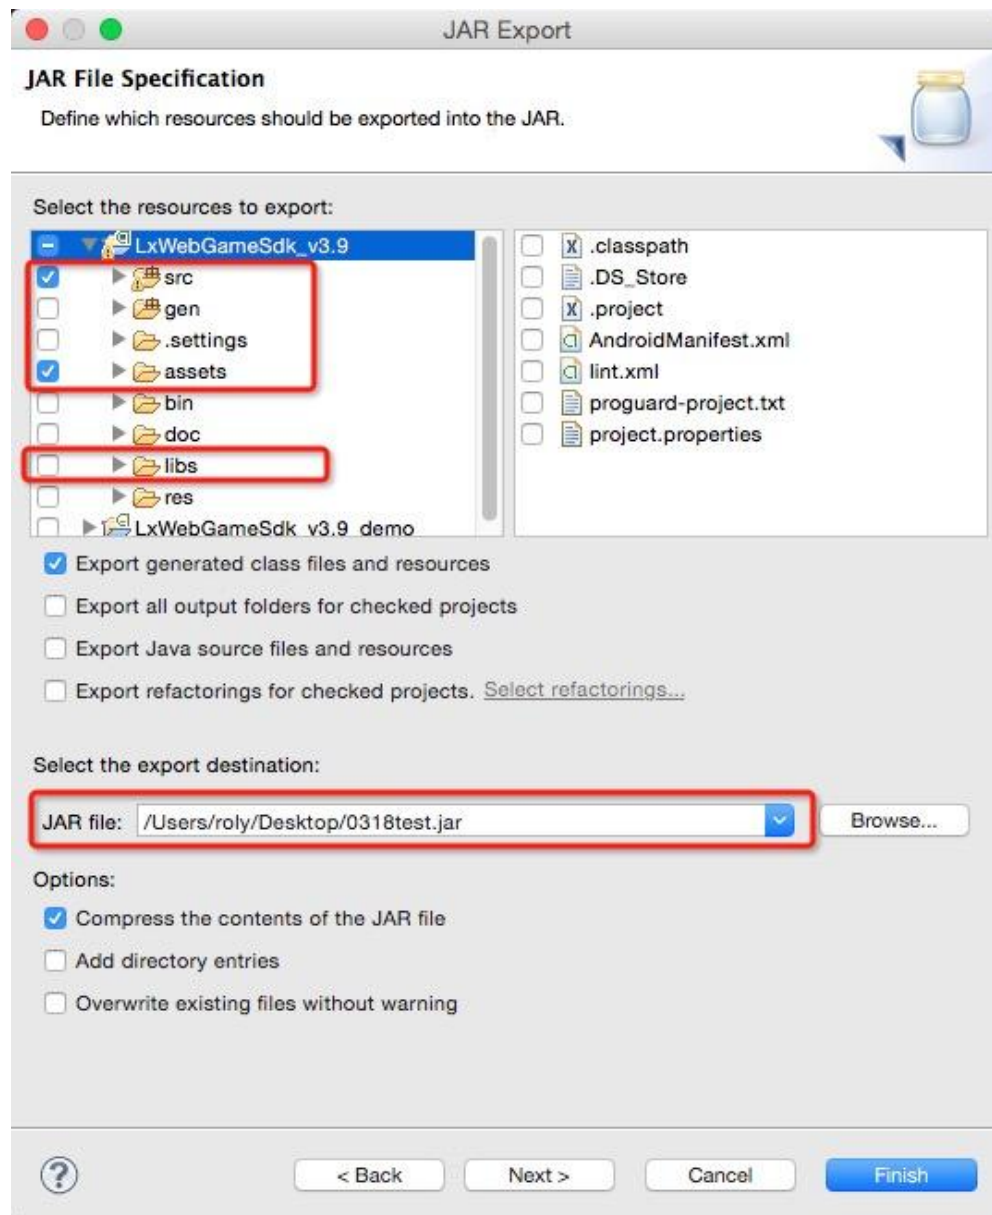 JAR Export
JAR File Specification
Define which resources should be exported into the JAR.
Select the resources to export:
LxWebGameSdk_v3.9
src
gen
.settings
assets
bin
doc
libs
res
LxWebGameSdk_v3.9_demo
.classpath
.DS_Store
.project
AndroidManifest.xml
lint.xml
proguard-project.txt
project.properties
Export generated class files and resources
Export all output folders for checked projects
Export Java source files and resources
Export refactorings for checked projects. Select refactorings...
Select the export destination:
JAR file: /Users/roly/Desktop/0318test.jar Browse...
Options:
Compress the contents of the JAR file
Add directory entries
Overwrite existing files without warning
? < Back Next > Cancel Finish